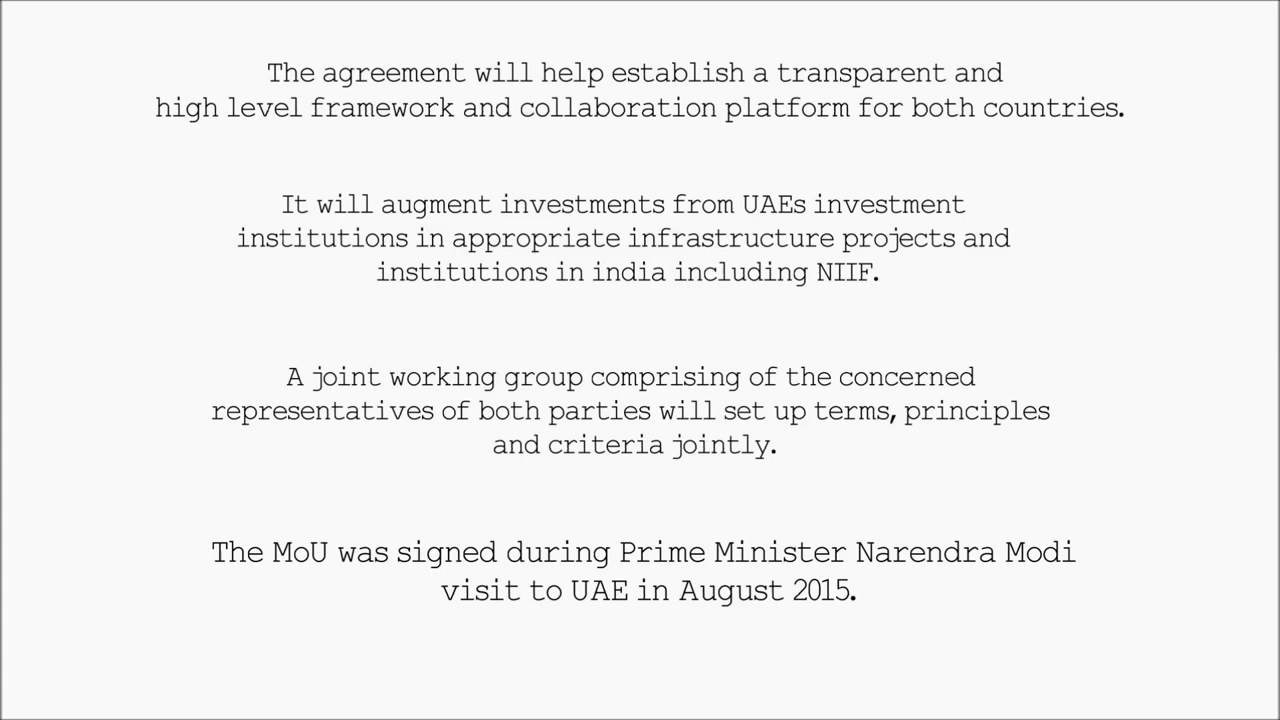 The agreement will help establish a transparent and
high level framework and collaboration platform for both countries.
It will augment investments from UAEs investment
institutions in appropriate infrastructure projects and
institutions in india including NIIF.
A joint working group comprising of the concerned
representatives of both parties will set up terms, principles
and criteria jointly.
The MoU was signed during Prime Minister Narendra Modi
visit to UAE in August 2015.